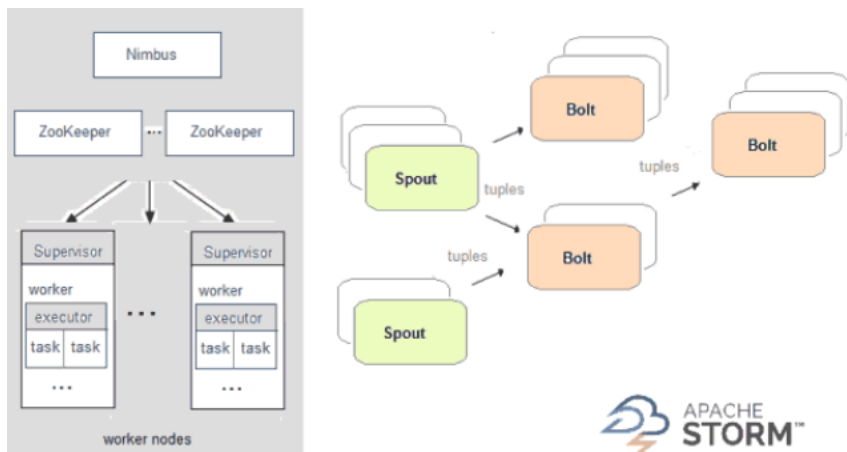 Nimbus
ZooKeeper ... ZooKeeper
Supervisor
worker
executor
task task
...
...
Supervisor
worker
executor
task task
...
worker nodes
Bolt
Bolt
Spout
tuples
tuples
tuples
Bolt
Spout
APACHE
STORM™